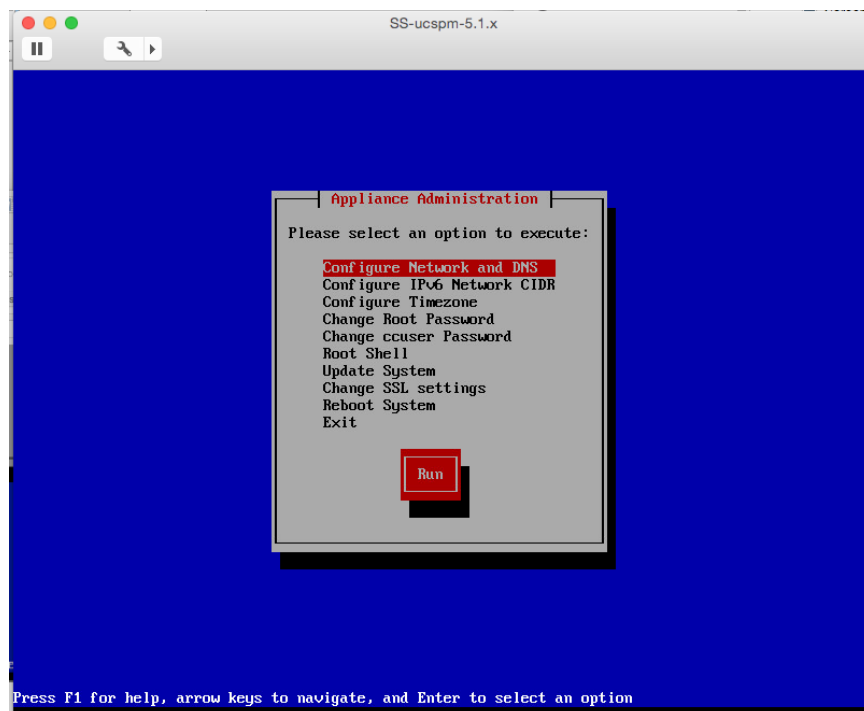 SS-ucspm-5.1.x
Appliance Administration
Please select an option to execute:
Configure Network and DNS
Configure IPv6 Network CIDR
Configure Timezone
Change Root Password
Change ccuser Password
Root Shell
Update System
Change SSL settings
Reboot System
Exit
Run
Press F1 for help, arrow keys to navigate, and Enter to select an option